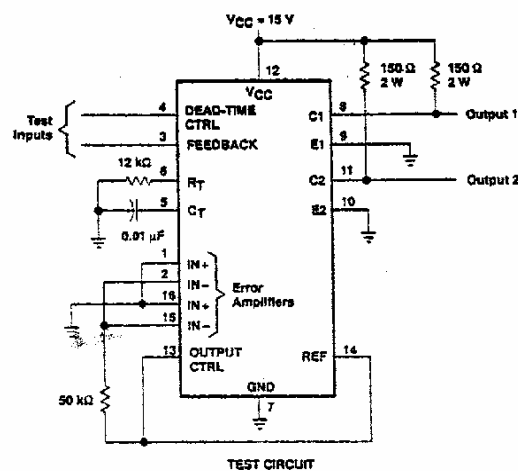 VCC = 15 V
12
VCC
150 Ω
2 W
150 Ω
2 W
Test
Inputs
4
DEAD-TIME
CTRL
3
FEEDBACK
12 kΩ
6
RT
5
CT
0.01 µF
1
IN+
2
IN−
16
IN+
15
IN−
Error
Amplifiers
13
OUTPUT
CTRL
50 kΩ
C1
8
Output 1
E1
9
C2
11
Output 2
E2
10
REF
14
GND
7
TEST CIRCUIT